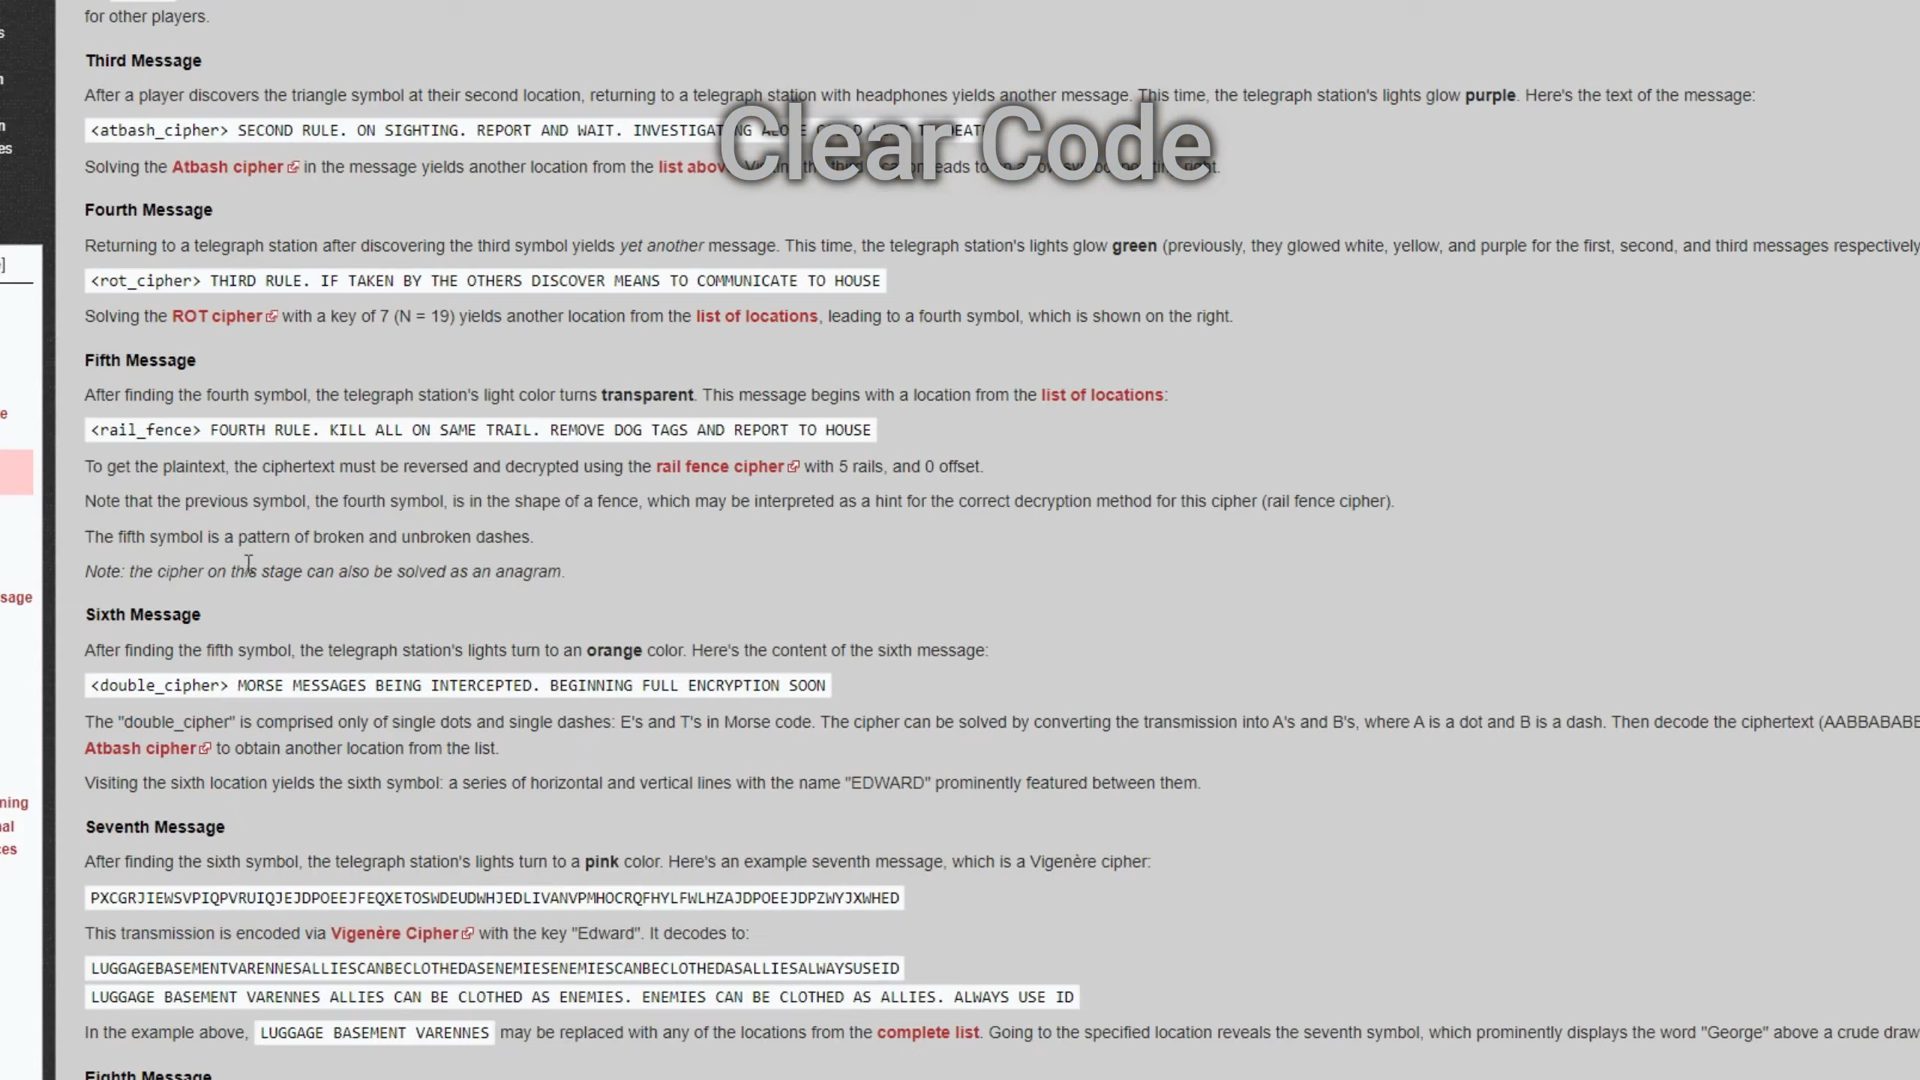 for other players.
Third Message
After a player discovers the triangle symbol at their second location, returning to a telegraph station with headphones yields another message. This time, the telegraph station's lights glow purple. Here's the text of the message:
Clear Code
<atbash_cipher> SECOND RULE. ON SIGHTING. REPORT AND WAIT. INVESTIGATING ALONE
Solving the Atbash cipher in the message yields another location from the list above
Fourth Message
Returning to a telegraph station after discovering the third symbol yields yet another message. This time, the telegraph station's lights glow green (previously, they glowed white, yellow, and purple for the first, second, and third messages respectively
<rot_cipher> THIRD RULE. IF TAKEN BY THE OTHERS DISCOVER MEANS TO COMMUNICATE TO HOUSE
Solving the ROT cipher with a key of 7 (N = 19) yields another location from the list of locations, leading to a fourth symbol, which is shown on the right.
Fifth Message
After finding the fourth symbol, the telegraph station's light color turns transparent. This message begins with a location from the list of locations:
<rail_fence> FOURTH RULE. KILL ALL ON SAME TRAIL. REMOVE DOG TAGS AND REPORT TO HOUSE
To get the plaintext, the ciphertext must be reversed and decrypted using the rail fence cipher with 5 rails, and 0 offset.
Note that the previous symbol, the fourth symbol, is in the shape of a fence, which may be interpreted as a hint for the correct decryption method for this cipher (rail fence cipher).
The fifth symbol is a pattern of broken and unbroken dashes.
Note: the cipher on this stage can also be solved as an anagram.
sage
Sixth Message
After finding the fifth symbol, the telegraph station's lights turn to an orange color. Here's the content of the sixth message:
<double_cipher> MORSE MESSAGES BEING INTERCEPTED. BEGINNING FULL ENCRYPTION SOON
The "double_cipher" is comprised only of single dots and single dashes: E's and T's in Morse code. The cipher can be solved by converting the transmission into A's and B's, where A is a dot and B is a dash. Then decode the ciphertext (AABBABABE
Atbash cipher to obtain another location from the list.
Visiting the sixth location yields the sixth symbol: a series of horizontal and vertical lines with the name "EDWARD" prominently featured between them.
ning
nal
ces
Seventh Message
After finding the sixth symbol, the telegraph station's lights turn to a pink color. Here's an example seventh message, which is a Vigenère cipher:
PXCGRJIEWSVPIQPVRUIQJEJDPOEEJFEQXETOSWDEUDWHJEDLIVANVPMHOCRQFHYLFWLHZAJDPOEEJDPZWYJXWHED
This transmission is encoded via Vigenère Cipher with the key "Edward". It decodes to:
LUGGAGEBASEMENTVARENNESALLIESCANBECLOTHEDASENEMIESENEMIESCANBECLOTHEDASALLIESALWAYSUSEID
LUGGAGE BASEMENT VARENNES ALLIES CAN BE CLOTHED AS ENEMIES. ENEMIES CAN BE CLOTHED AS ALLIES. ALWAYS USE ID
In the example above, LUGGAGE BASEMENT VARENNES may be replaced with any of the locations from the complete list. Going to the specified location reveals the seventh symbol, which prominently displays the word "George" above a crude draw
Eighth Message